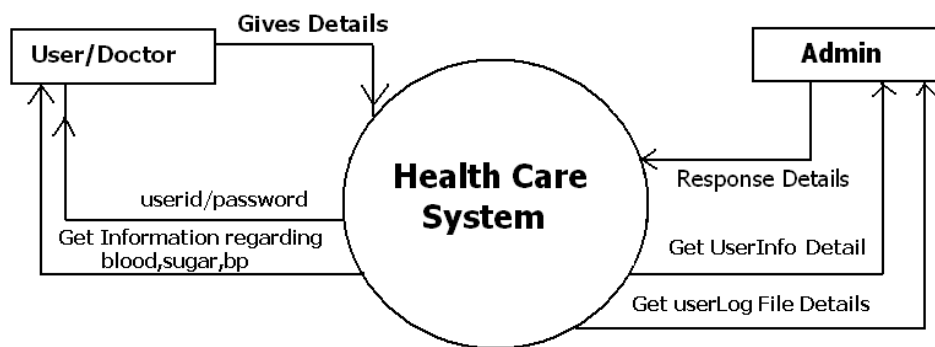 Gives Details
User/Doctor
Admin
Health Care
System
Response Details
userid/password
Get Information regarding
blood,sugar,bp
Get UserInfo Detail
Get userLog File Details